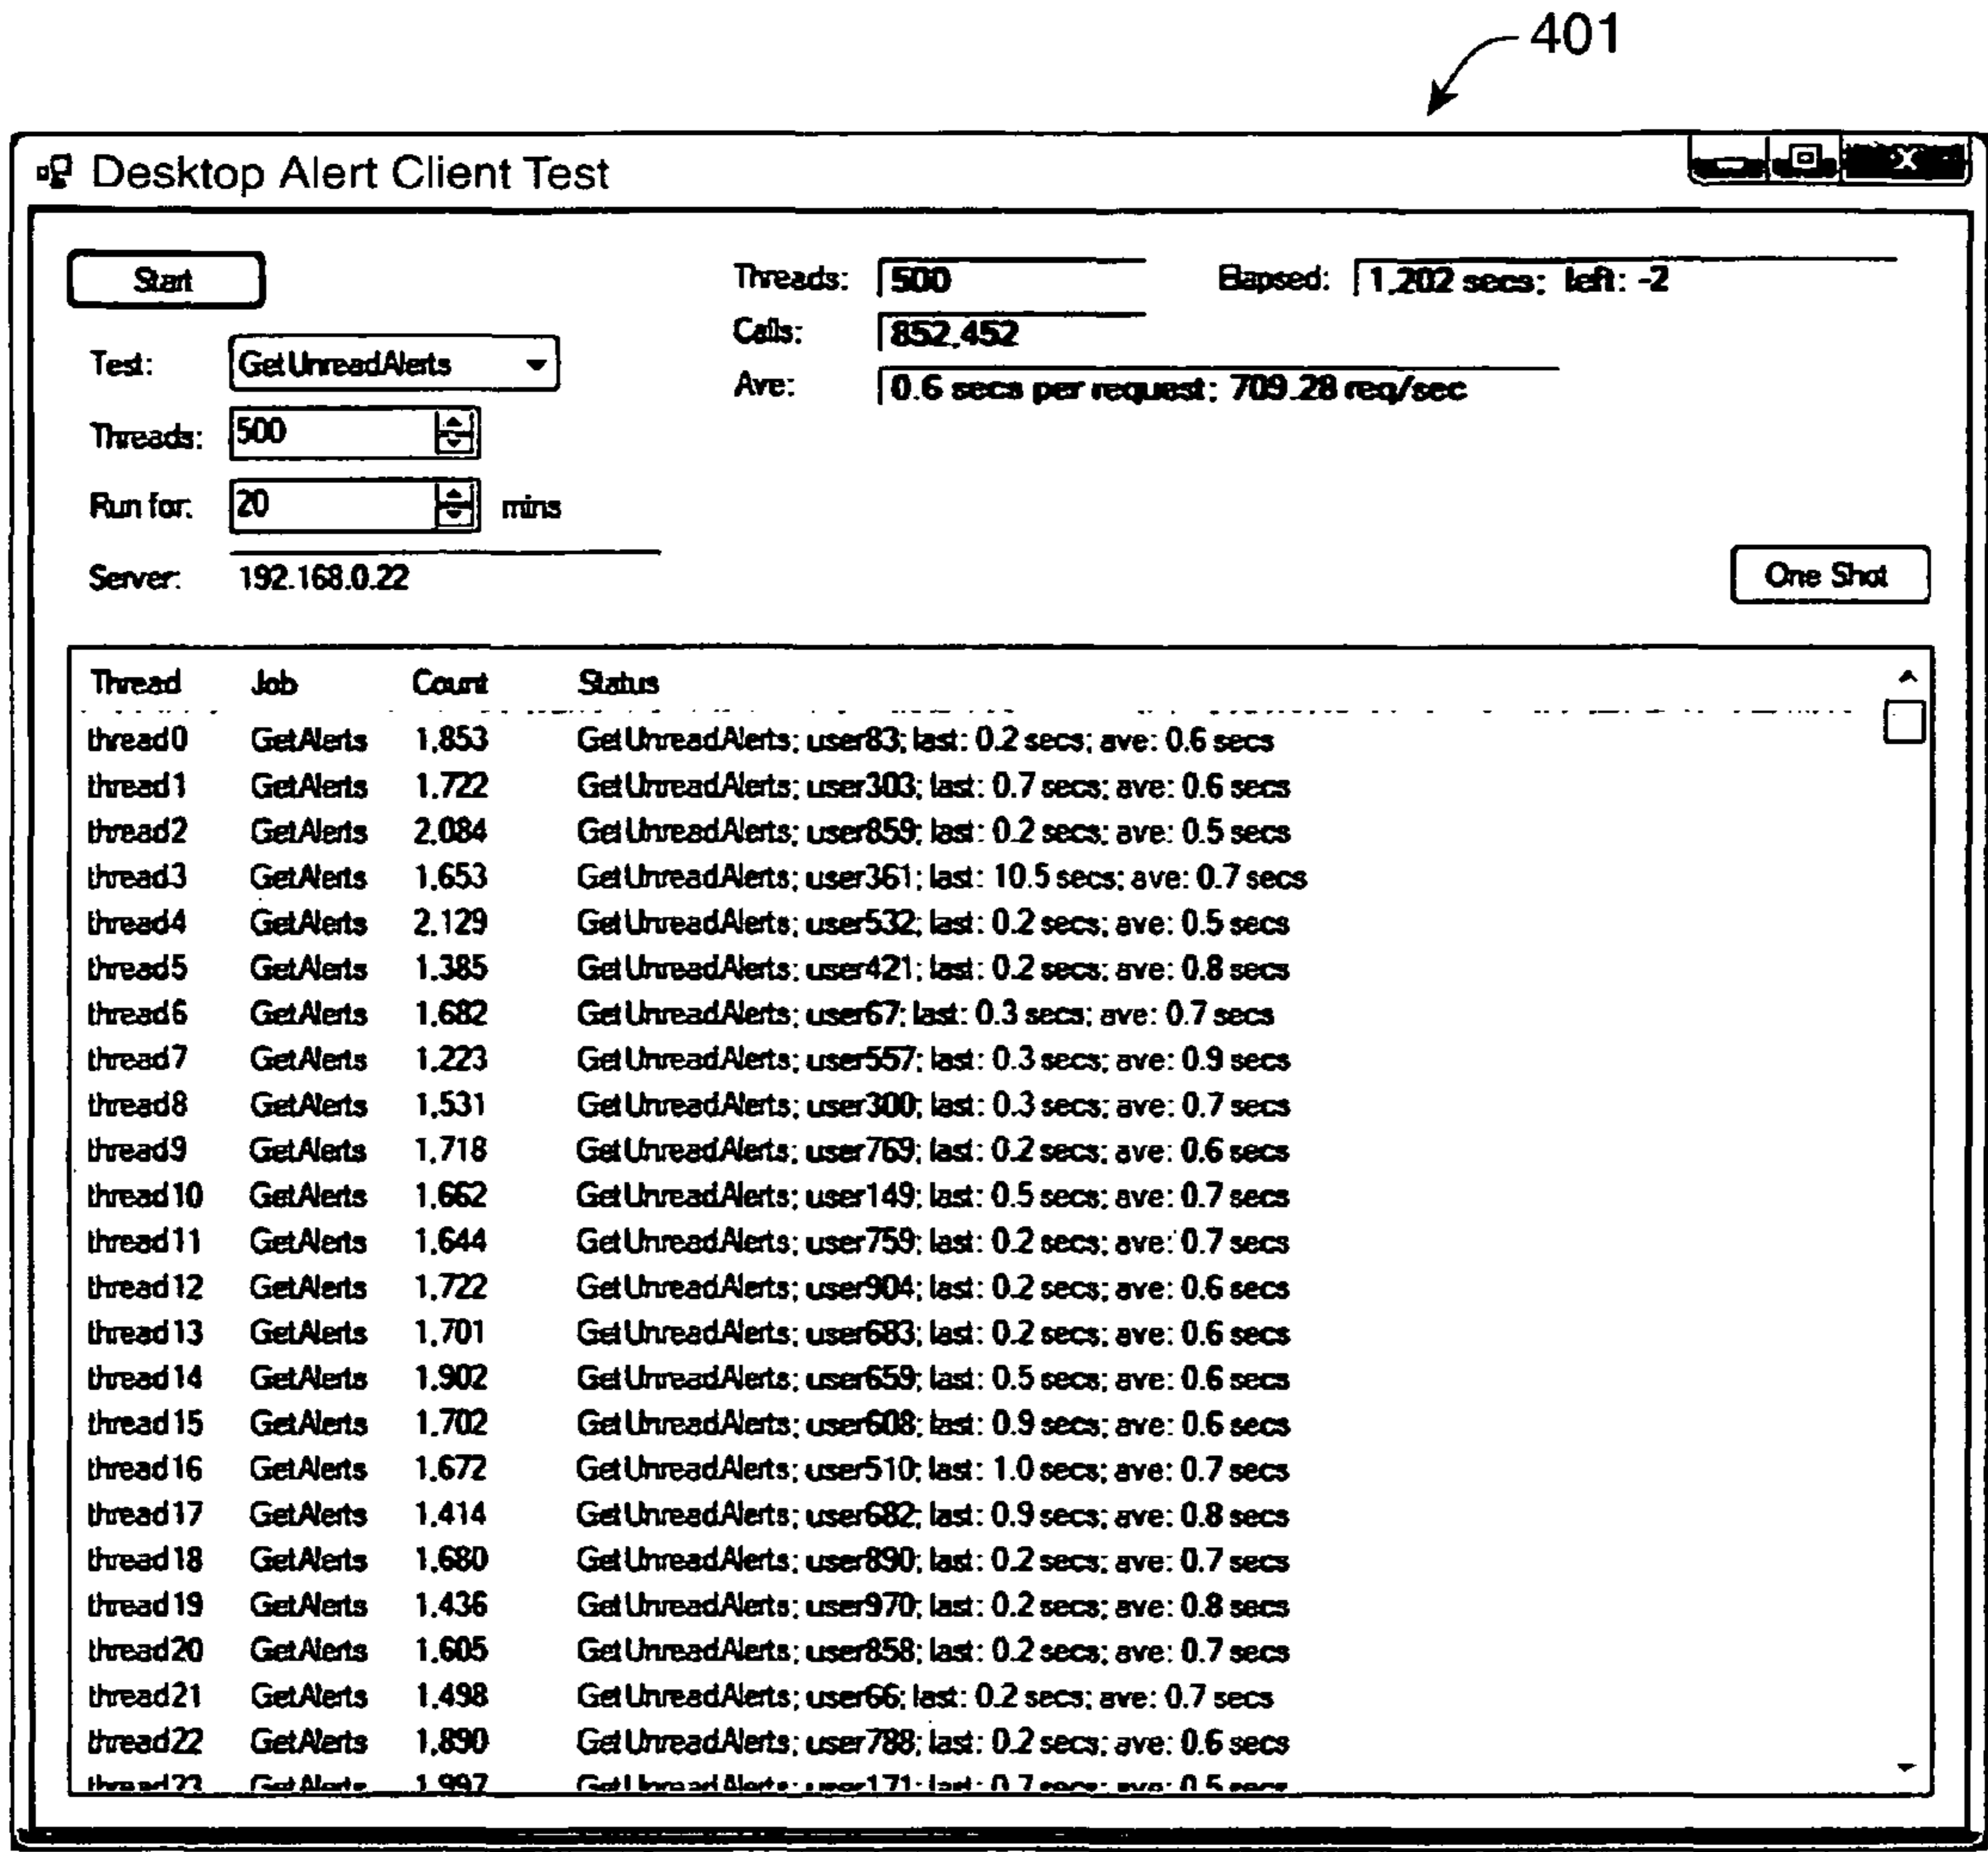 401
Desktop Alert Client Test
Start
Threads: 500 Elapsed: 1,202 secs; left: -2
Calls: 852,452
Test: GetUnreadAlerts
Ave: 0.6 secs per request; 709.28 req/sec
Threads: 500
Run for: 20 mins
Server: 192.168.0.22
One Shot
Thread Job Count Status
thread0 GetAlerts 1,853 GetUnreadAlerts; user83; last: 0.2 secs; ave: 0.6 secs
thread1 GetAlerts 1,722 GetUnreadAlerts; user303; last: 0.7 secs; ave: 0.6 secs
thread2 GetAlerts 2,084 GetUnreadAlerts; user859; last: 0.2 secs; ave: 0.5 secs
thread3 GetAlerts 1,653 GetUnreadAlerts; user361; last: 10.5 secs; ave: 0.7 secs
thread4 GetAlerts 2,129 GetUnreadAlerts; user532; last: 0.2 secs; ave: 0.5 secs
thread5 GetAlerts 1,385 GetUnreadAlerts; user421; last: 0.2 secs; ave: 0.8 secs
thread6 GetAlerts 1,682 GetUnreadAlerts; user67; last: 0.3 secs; ave: 0.7 secs
thread7 GetAlerts 1,223 GetUnreadAlerts; user557; last: 0.3 secs; ave: 0.9 secs
thread8 GetAlerts 1,531 GetUnreadAlerts; user300; last: 0.3 secs; ave: 0.7 secs
thread9 GetAlerts 1,718 GetUnreadAlerts; user769; last: 0.2 secs; ave: 0.6 secs
thread10 GetAlerts 1,662 GetUnreadAlerts; user149; last: 0.5 secs; ave: 0.7 secs
thread11 GetAlerts 1,644 GetUnreadAlerts; user759; last: 0.2 secs; ave: 0.7 secs
thread12 GetAlerts 1,722 GetUnreadAlerts; user904; last: 0.2 secs; ave: 0.6 secs
thread13 GetAlerts 1,701 GetUnreadAlerts; user683; last: 0.2 secs; ave: 0.6 secs
thread14 GetAlerts 1,902 GetUnreadAlerts; user659; last: 0.5 secs; ave: 0.6 secs
thread15 GetAlerts 1,702 GetUnreadAlerts; user608; last: 0.9 secs; ave: 0.6 secs
thread16 GetAlerts 1,672 GetUnreadAlerts; user510; last: 1.0 secs; ave: 0.7 secs
thread17 GetAlerts 1,414 GetUnreadAlerts; user682; last: 0.9 secs; ave: 0.8 secs
thread18 GetAlerts 1,680 GetUnreadAlerts; user890; last: 0.2 secs; ave: 0.7 secs
thread19 GetAlerts 1,436 GetUnreadAlerts; user970; last: 0.2 secs; ave: 0.8 secs
thread20 GetAlerts 1,605 GetUnreadAlerts; user858; last: 0.2 secs; ave: 0.7 secs
thread21 GetAlerts 1,498 GetUnreadAlerts; user66; last: 0.2 secs; ave: 0.7 secs
thread22 GetAlerts 1,890 GetUnreadAlerts; user788; last: 0.2 secs; ave: 0.6 secs
thread23 GetAlerts 1,997 GetUnreadAlerts; user171; last: 0.7 secs; ave: 0.5 secs